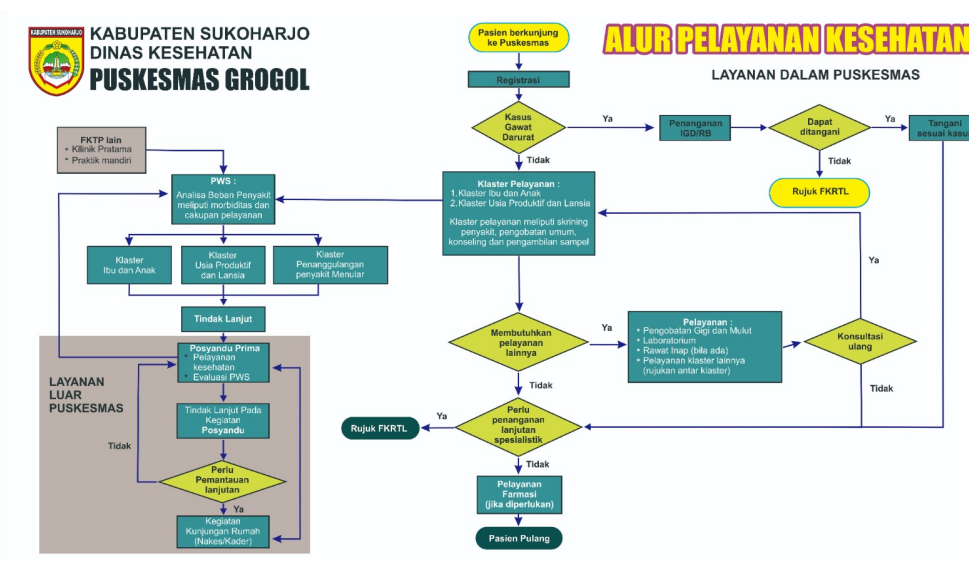 KABUPATEN SUKOHARJO
KABUPATEN SUKOHARJO
DINAS KESEHATAN
PUSKESMAS GROGOL
ALUR PELAYANAN KESEHATAN
LAYANAN DALAM PUSKESMAS
Pasien berkunjung
ke Puskesmas
Registrasi
Kasus
Gawat
Darurat
Ya
Penanganan
IGD/RB
Dapat
ditangani
Ya
Tangani
sesuai kasus
Tidak
Tidak
Rujuk FKRTL
FKTP lain
• Kllinik Pratama
• Praktik mandiri
PWS :
Analisa Beban Penyakit
meliputi morbiditas dan
cakupan pelayanan
Klaster Pelayanan :
1.Klaster Ibu dan Anak
2.Klaster Usia Produktif dan Lansia
Klaster pelayanan meliputi skrining
penyakit, pengobatan umum,
konseling dan pengambilan sampel
Klaster
Ibu dan Anak
Klaster
Usia Produktif
dan Lansia
Klaster
Penanggulangan
penyakit Menular
Ya
Tindak Lanjut
Membutuhkan
pelayanan
lainnya
Ya
Pelayanan :
• Pengobatan Gigi dan Mulut
• Laboratorium
• Rawat Inap (bila ada)
• Pelayanan klaster lainnya
(rujukan antar klaster)
Konsultasi
ulang
Tidak
Tidak
LAYANAN
LUAR
PUSKESMAS
Posyandu Prima
• Pelayanan
kesehatan
• Evaluasi PWS
Tindak Lanjut Pada
Kegiatan
Posyandu
Tidak
Perlu
Pemantauan
lanjutan
Ya
Kegiatan
Kunjungan Rumah
(Nakes/Kader)
Perlu
penanganan
lanjutan
spesialistik
Ya
Rujuk FKRTL
Tidak
Pelayanan
Farmasi
(jika diperlukan)
Pasien Pulang